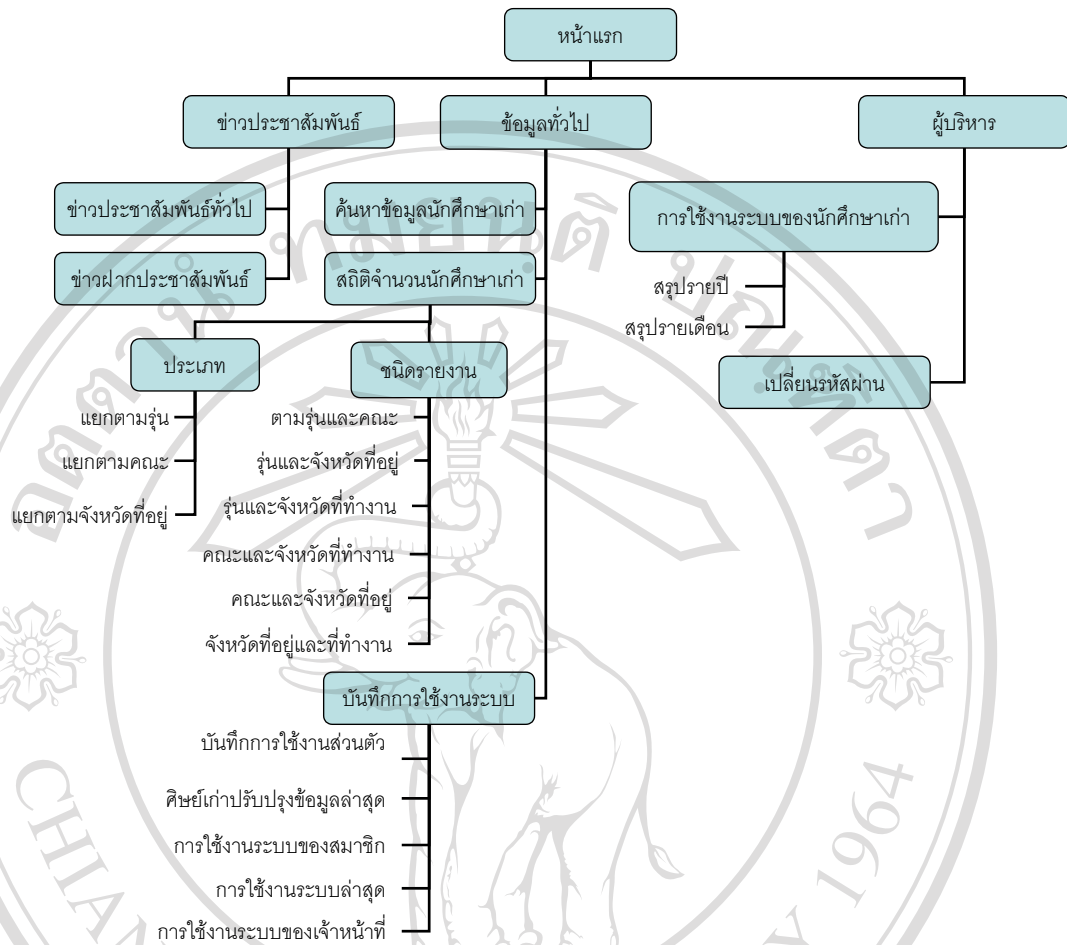 หน้าแรก
ข่าวประชาสัมพันธ์
ข้อมูลทั่วไป
ผู้บริหาร
ข่าวประชาสัมพันธ์ทั่วไป
ค้นหาข้อมูลนักศึกษาเก่า
การใช้งานระบบของนักศึกษาเก่า
ข่าวฝากประชาสัมพันธ์
สถิติจำนวนนักศึกษาเก่า
สรุปรายปี
สรุปรายเดือน
ประเภท
ชนิดรายงาน
เปลี่ยนรหัสผ่าน
แยกตามรุ่น
แยกตามคณะ
แยกตามจังหวัดที่อยู่
ตามรุ่นและคณะ
รุ่นและจังหวัดที่อยู่
รุ่นและจังหวัดที่ทำงาน
คณะและจังหวัดที่ทำงาน
คณะและจังหวัดที่อยู่
จังหวัดที่อยู่และที่ทำงาน
บันทึกการใช้งานระบบ
บันทึกการใช้งานส่วนตัว
ศิษย์เก่าปรับปรุงข้อมูลล่าสุด
การใช้งานระบบของสมาชิก
การใช้งานระบบล่าสุด
การใช้งานระบบของเจ้าหน้าที่
อตฺตานํ ทมยนฺติ ปณฺฑิตา
CHIAN
Y 1964